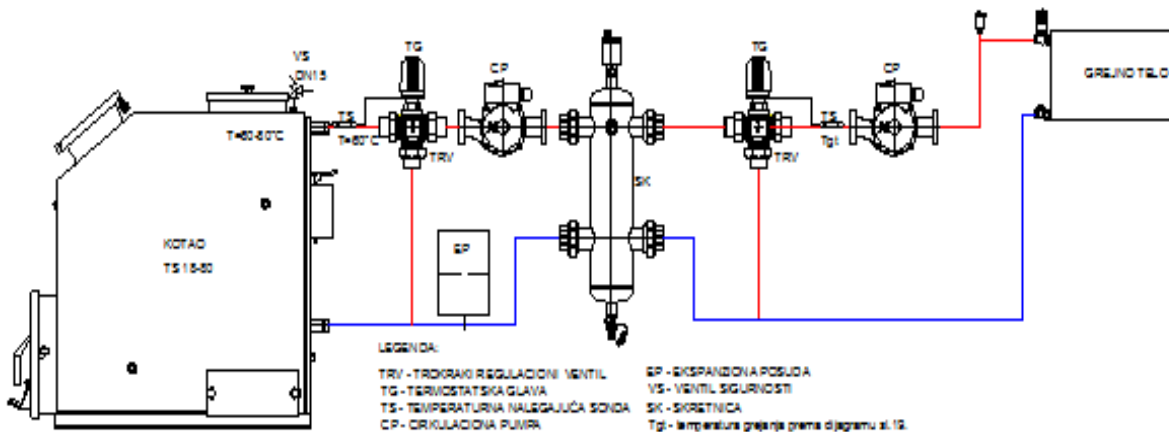 VS
DN15
TG
CP
TG
CP
GREJNO TELO
TS
T=60-80°C
T=60°C
TRV
TS
Tgt
TRV
SK
KOTAO
TS 18-80
EP
LEGENDA:
TRV - TROKRAKI REGULACIONI VENTIL
TG - TERMOSTATSKA GLAVA
TS - TEMPERATURNA NALEGAJUĆA SONDA
CP - CIRKULACIONA PUMPA
EP - EKSPANZIONA POSUDA
VS - VENTIL SIGURNOSTI
SK - SKRETNICA
Tgt - temperatura grejanja prema dijagramu sl.19.